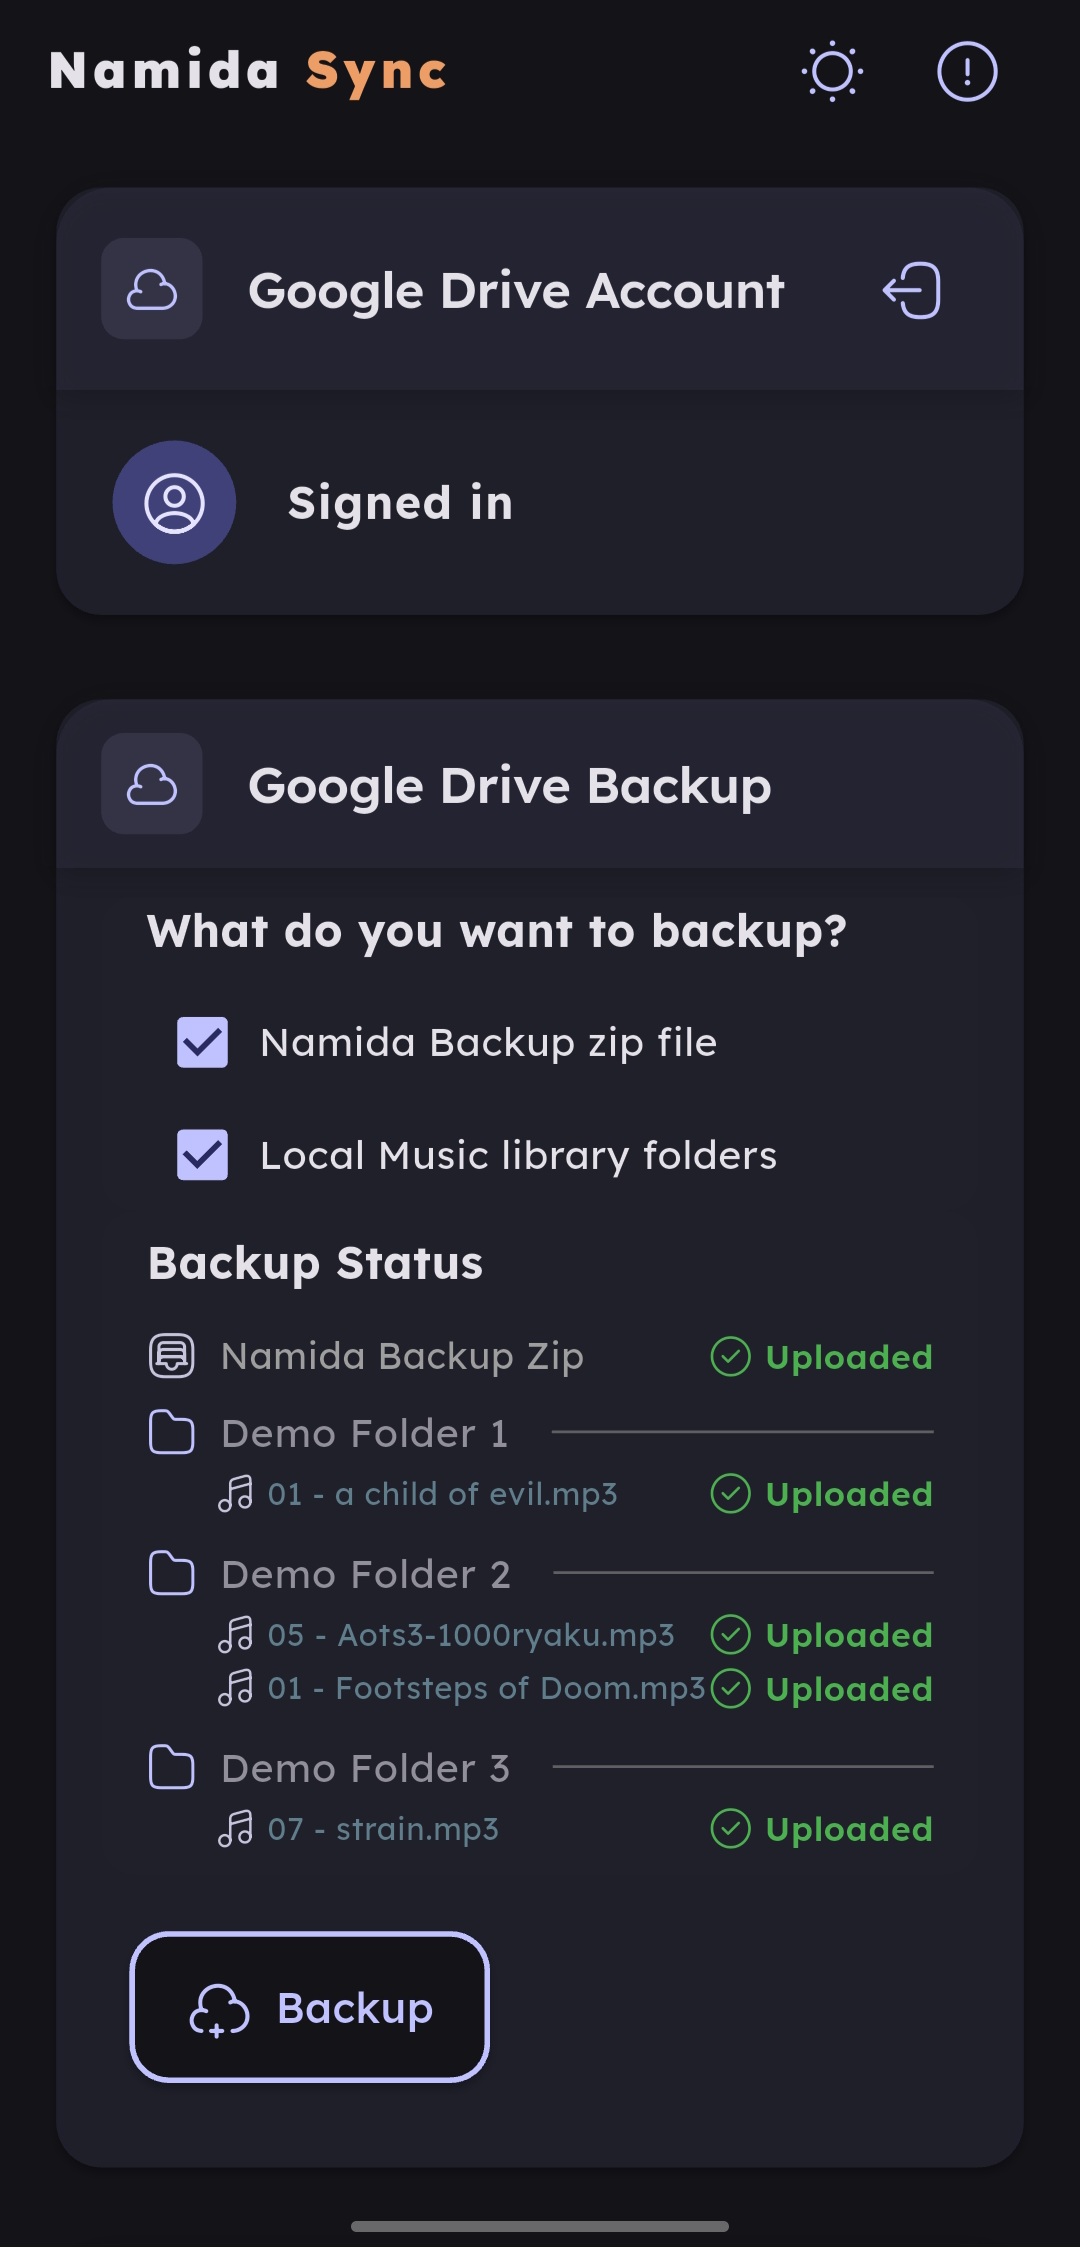 Namida Sync
Google Drive Account
Signed in
Google Drive Backup
What do you want to backup?
Namida Backup zip file
Local Music library folders
Backup Status
Namida Backup Zip Uploaded
Demo Folder 1
01 - a child of evil.mp3 Uploaded
Demo Folder 2
05 - Aots3-1000ryaku.mp3 Uploaded
01 - Footsteps of Doom.mp3 Uploaded
Demo Folder 3
07 - strain.mp3 Uploaded
Backup